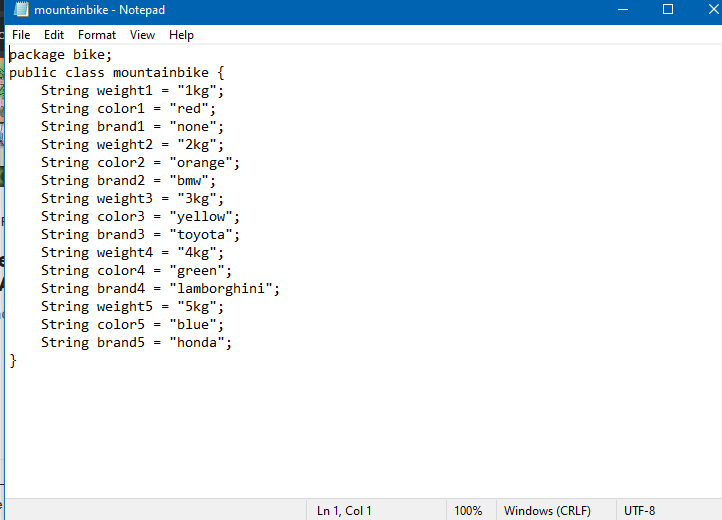 mountainbike - Notepad
File Edit Format View Help
package bike;
public class mountainbike {
    String weight1 = "1kg";
    String color1 = "red";
    String brand1 = "none";
    String weight2 = "2kg";
    String color2 = "orange";
    String brand2 = "bmw";
    String weight3 = "3kg";
    String color3 = "yellow";
    String brand3 = "toyota";
    String weight4 = "4kg";
    String color4 = "green";
    String brand4 = "lamborghini";
    String weight5 = "5kg";
    String color5 = "blue";
    String brand5 = "honda";
}
Ln 1, Col 1 100% Windows (CRLF) UTF-8